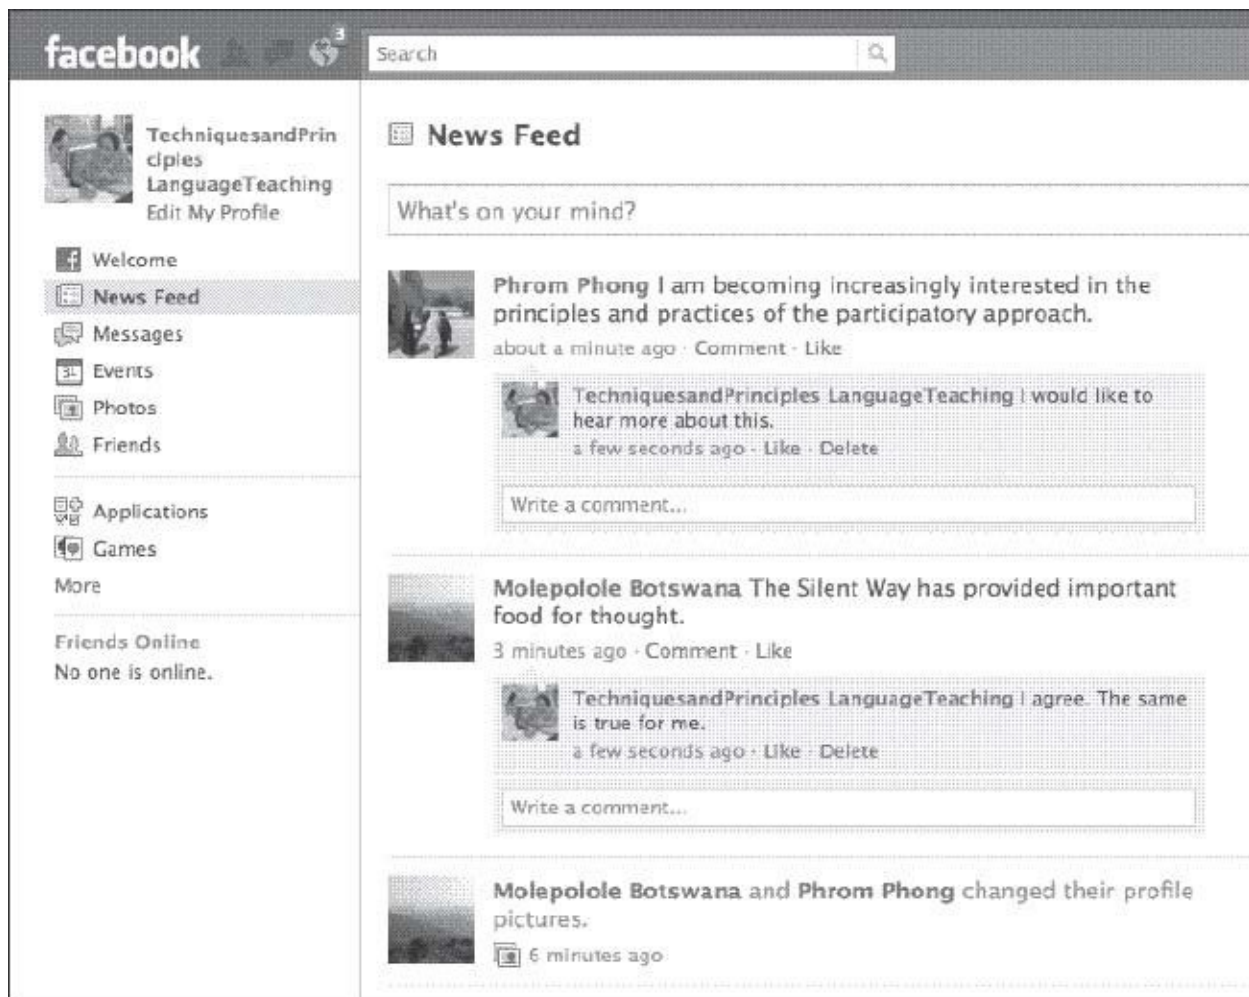 facebook
3
Search
TechniquesandPrin
ciples
LanguageTeaching
Edit My Profile
Welcome
News Feed
Messages
31 Events
Photos
Friends
Applications
Games
More
Friends Online
No one is online.
News Feed
What's on your mind?
Phrom Phong I am becoming increasingly interested in the
principles and practices of the participatory approach.
about a minute ago · Comment · Like
TechniquesandPrinciples LanguageTeaching I would like to
hear more about this.
a few seconds ago · Like · Delete
Write a comment...
Molepolole Botswana The Silent Way has provided important
food for thought.
3 minutes ago · Comment · Like
TechniquesandPrinciples LanguageTeaching I agree. The same
is true for me.
a few seconds ago · Like · Delete
Write a comment...
Molepolole Botswana and Phrom Phong changed their profile
pictures.
6 minutes ago